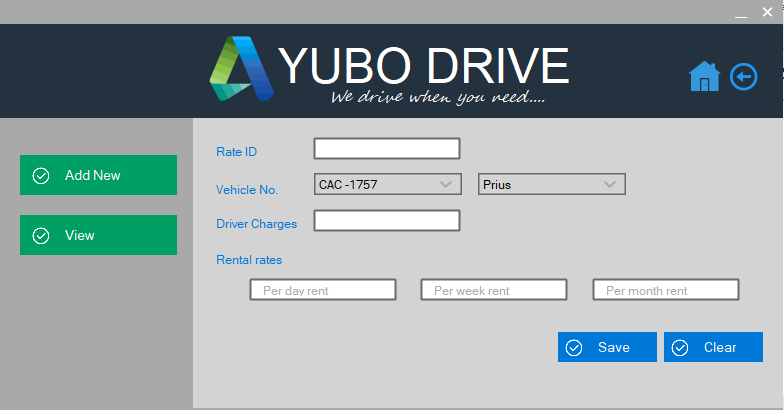 YUBO DRIVE
We drive when you need....
Add New
View
Rate ID
Vehicle No.
CAC -1757
Prius
Driver Charges
Rental rates
Per day rent
Per week rent
Per month rent
Save
Clear